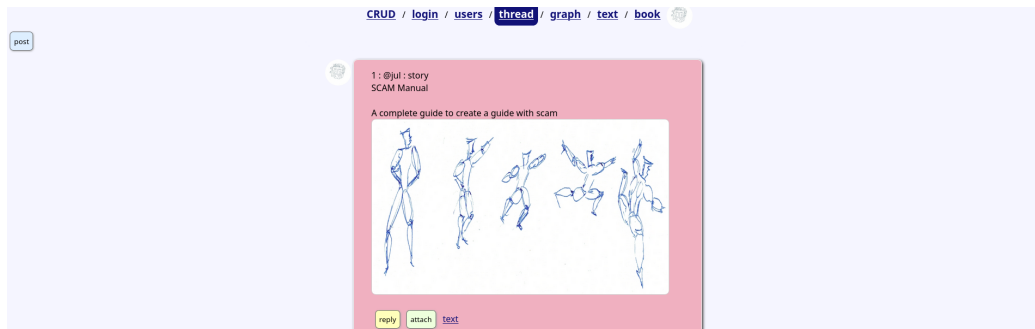 CRUD / login / users / thread / graph / text / book
post
1 : @jul : story
SCAM Manual
A complete guide to create a guide with scam
reply attach text